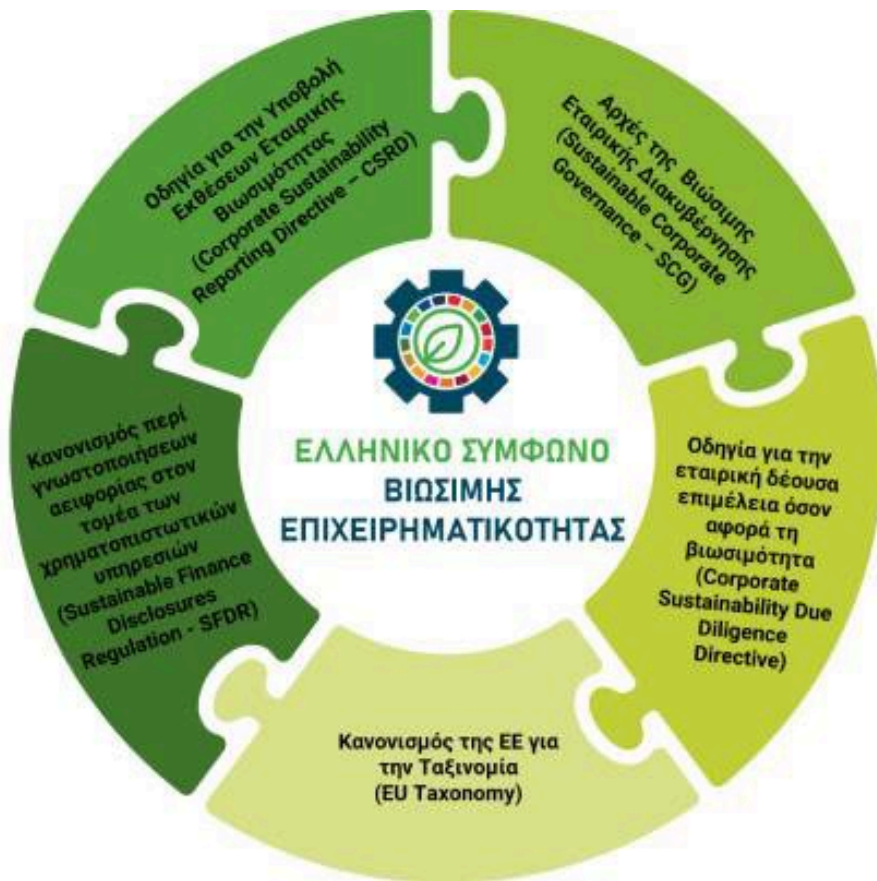 Οδηγία για την Υποβολή
Εκθέσεων Εταιρικής
Βιωσιμότητας
(Corporate Sustainability
Reporting Directive – CSRD)
Αρχές της Βιώσιμης
Εταιρικής Διακυβέρνησης
(Sustainable Corporate
Governance – SCG)
Οδηγία για την
εταιρική δέουσα
επιμέλεια όσον
αφορά τη
βιωσιμότητα
(Corporate
Sustainability Due
Diligence
Directive)
Κανονισμός της ΕΕ για
την Ταξινομία
(EU Taxonomy)
Κανονισμός περί
γνωστοποιήσεων
αειφορίας στον
τομέα των
χρηματοπιστωτικών
υπηρεσιών
(Sustainable Finance
Disclosures
Regulation - SFDR)
ΕΛΛΗΝΙΚΟ ΣΥΜΦΩΝΟ
ΒΙΩΣΙΜΗΣ
ΕΠΙΧΕΙΡΗΜΑΤΙΚΟΤΗΤΑΣ